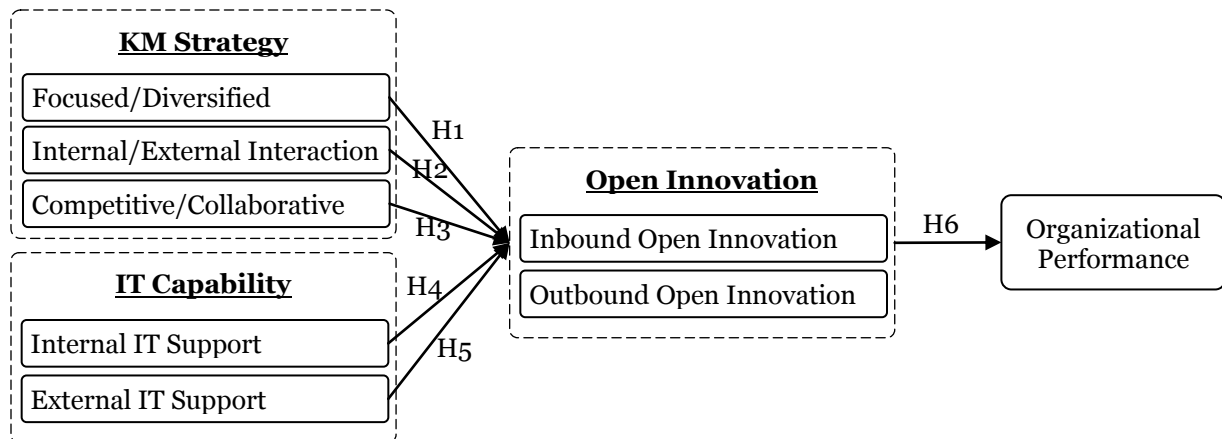 KM Strategy
Focused/Diversified
Internal/External Interaction
Competitive/Collaborative
IT Capability
Internal IT Support
External IT Support
H1
H2
H3
H4
H5
Open Innovation
Inbound Open Innovation
Outbound Open Innovation
H6
Organizational
Performance